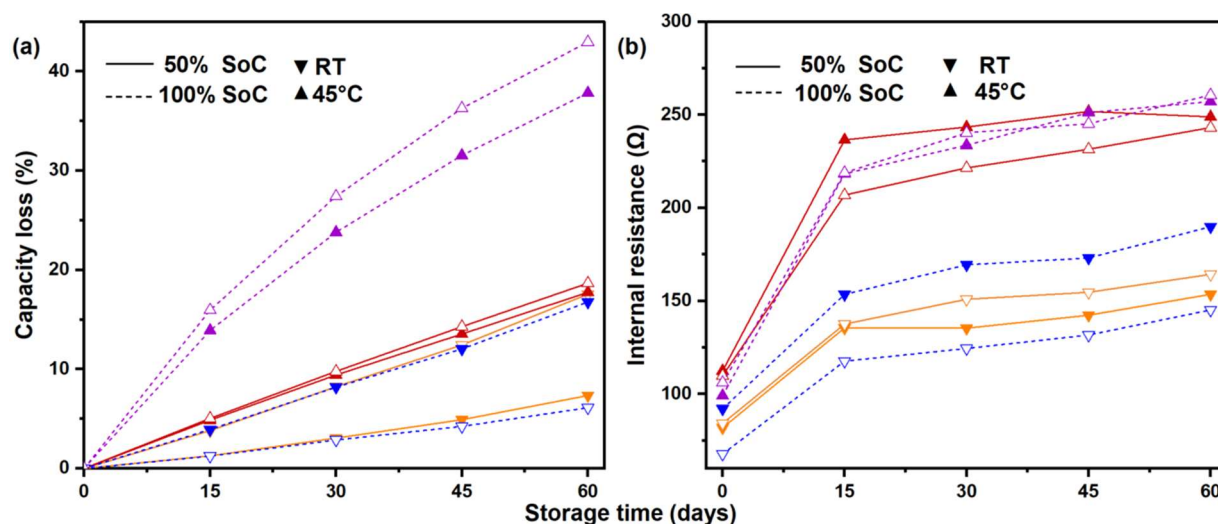 (a)
50% SoC ▼ RT
100% SoC ▲ 45°C
Capacity loss (%)
40
30
20
10
0
0 15 30 45 60
(b)
50% SoC ▼ RT
100% SoC ▲ 45°C
Internal resistance (Ω)
300
250
200
150
100
0 15 30 45 60
Storage time (days)